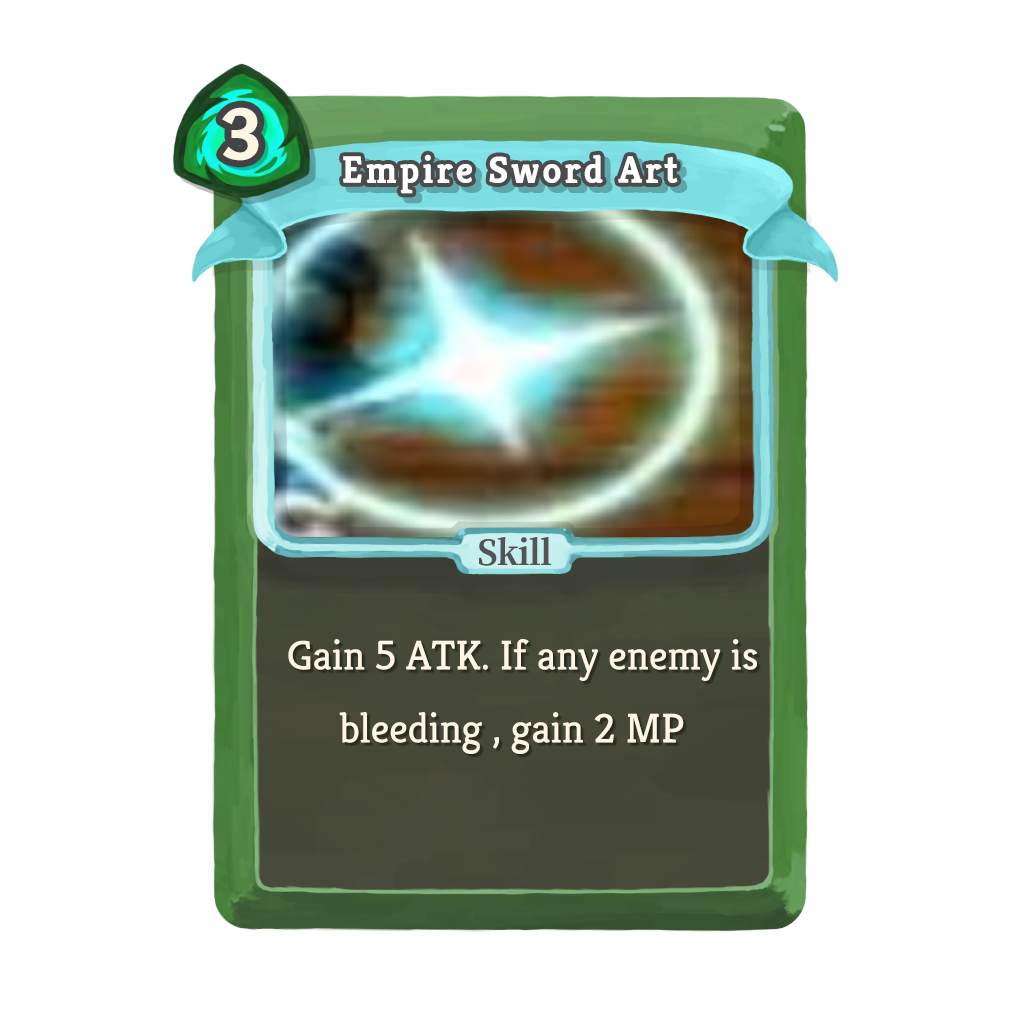 3
Empire Sword Art
Skill
Gain 5 ATK. If any enemy is
bleeding , gain 2 MP